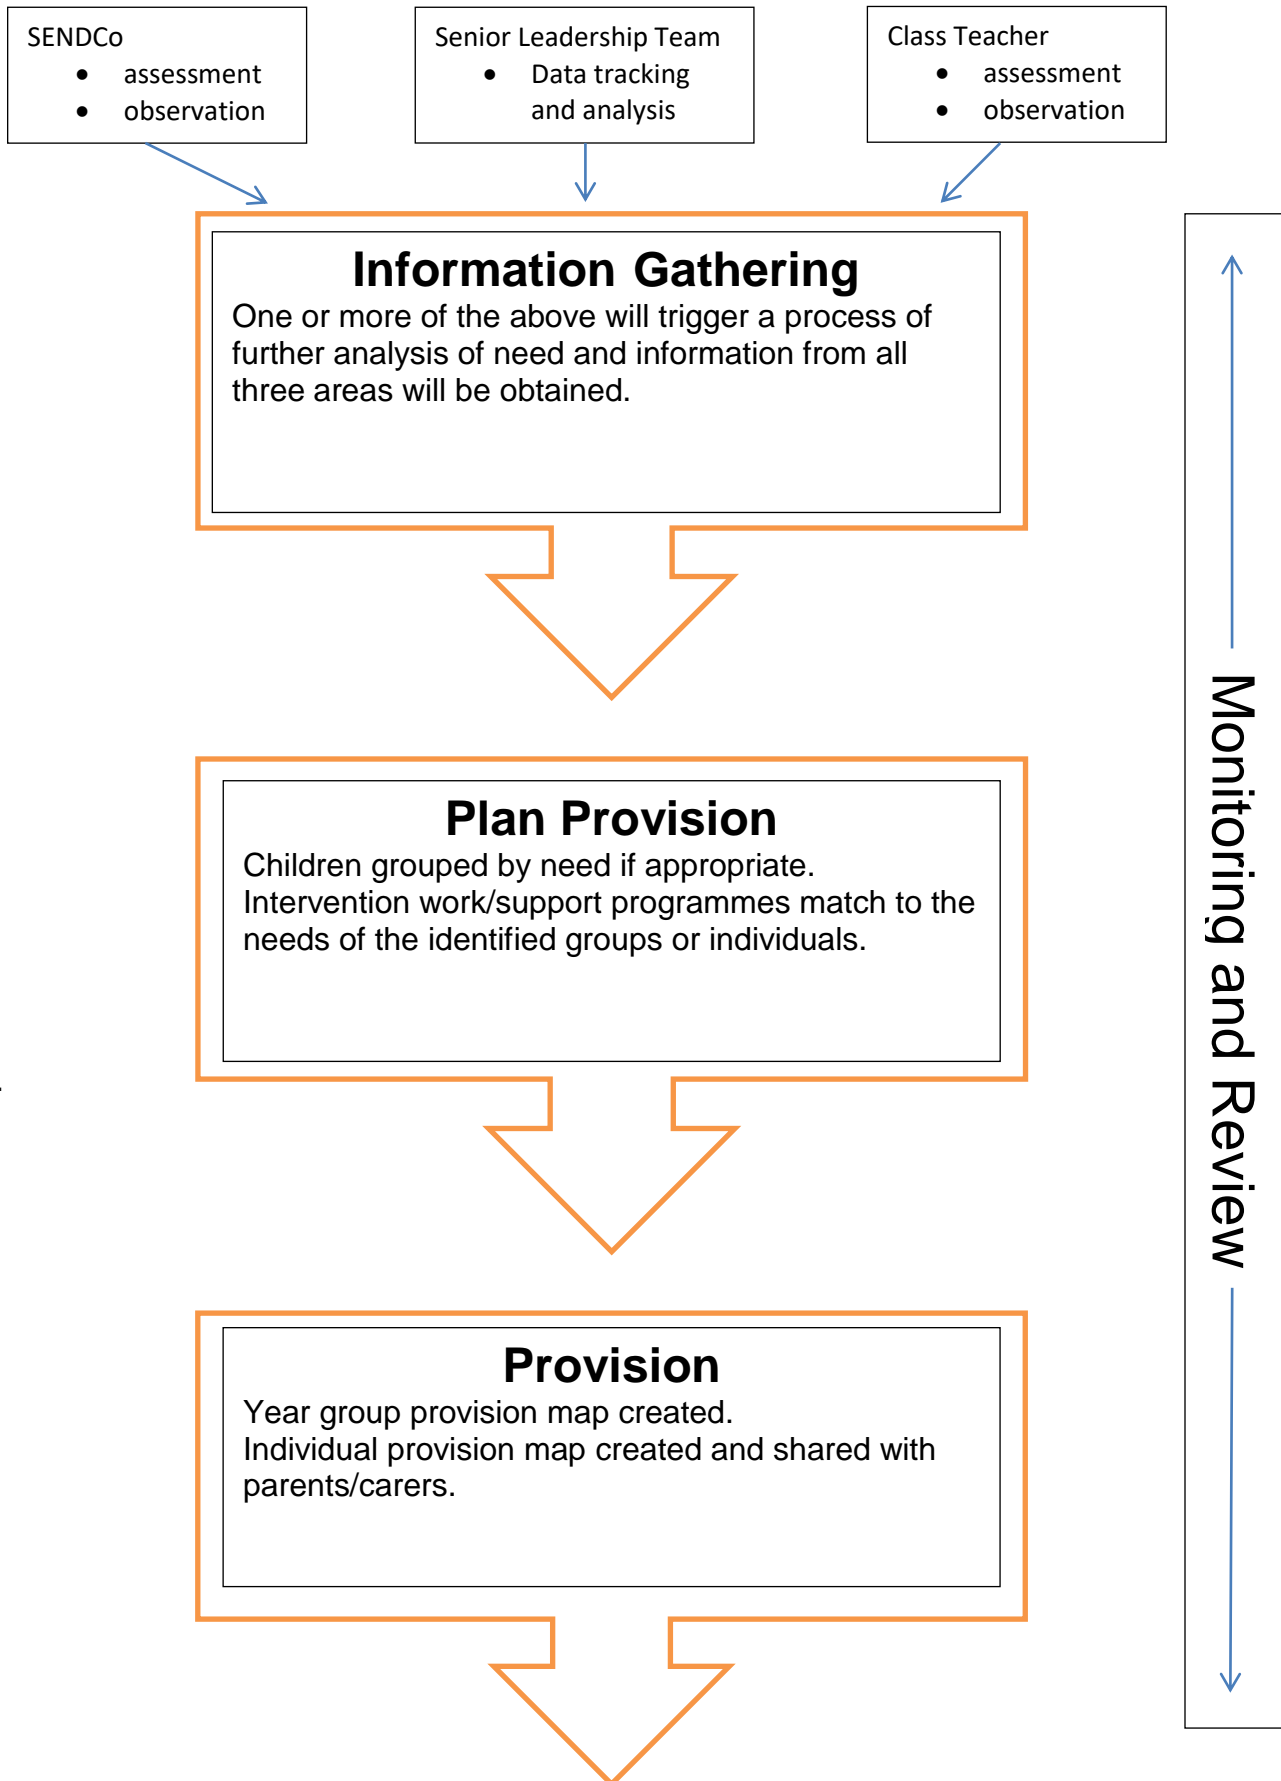 SENDCo
• assessment
• observation
Senior Leadership Team
• Data tracking
and analysis
Class Teacher
• assessment
• observation
Information Gathering
One or more of the above will trigger a process of
further analysis of need and information from all
three areas will be obtained.
Plan Provision
Children grouped by need if appropriate.
Intervention work/support programmes match to the
needs of the identified groups or individuals.
Provision
Year group provision map created.
Individual provision map created and shared with
parents/carers.
Monitoring and Review